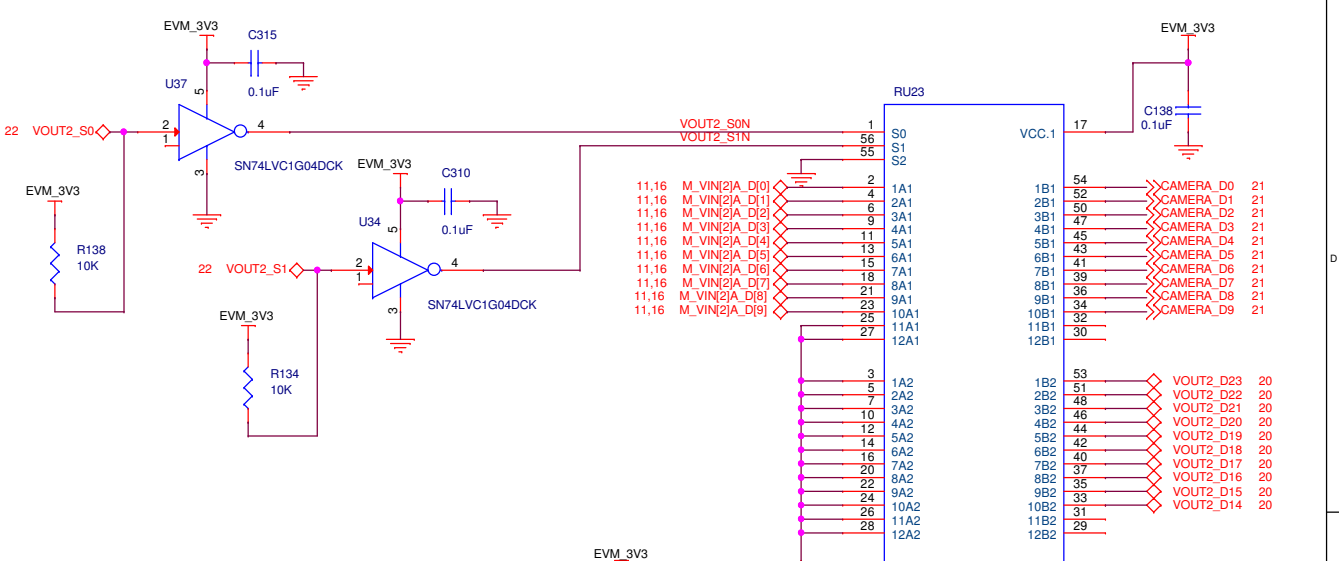 EVM_3V3
C315
0.1uF
U37
5
22 VOUT2_S0
2
1
4
3
SN74LVC1G04DCK
EVM_3V3
R138
10K
EVM_3V3
C310
0.1uF
U34
5
22 VOUT2_S1
2
1
4
3
SN74LVC1G04DCK
EVM_3V3
R134
10K
VOUT2_S0N
VOUT2_S1N
RU23
EVM_3V3
C138
0.1uF
1 S0 VCC.1 17
56 S1
55 S2
11,16 M_VIN[2]A_D[0] 2 1A1 1B1 54 CAMERA_D0 21
11,16 M_VIN[2]A_D[1] 4 2A1 2B1 52 CAMERA_D1 21
11,16 M_VIN[2]A_D[2] 6 3A1 3B1 50 CAMERA_D2 21
11,16 M_VIN[2]A_D[3] 9 4A1 4B1 47 CAMERA_D3 21
11,16 M_VIN[2]A_D[4] 11 5A1 5B1 45 CAMERA_D4 21
11,16 M_VIN[2]A_D[5] 13 6A1 6B1 43 CAMERA_D5 21
11,16 M_VIN[2]A_D[6] 15 7A1 7B1 41 CAMERA_D6 21
11,16 M_VIN[2]A_D[7] 18 8A1 8B1 39 CAMERA_D7 21
11,16 M_VIN[2]A_D[8] 21 9A1 9B1 36 CAMERA_D8 21
11,16 M_VIN[2]A_D[9] 23 10A1 10B1 34 CAMERA_D9 21
25 11A1 11B1 32
27 12A1 12B1 30
3 1A2 1B2 53 VOUT2_D23 20
5 2A2 2B2 51 VOUT2_D22 20
7 3A2 3B2 48 VOUT2_D21 20
10 4A2 4B2 46 VOUT2_D20 20
12 5A2 5B2 44 VOUT2_D19 20
14 6A2 6B2 42 VOUT2_D18 20
16 7A2 7B2 40 VOUT2_D17 20
20 8A2 8B2 37 VOUT2_D16 20
22 9A2 9B2 35 VOUT2_D15 20
24 10A2 10B2 33 VOUT2_D14 20
26 11A2 11B2 31
28 12A2 12B2 29
EVM_3V3
D